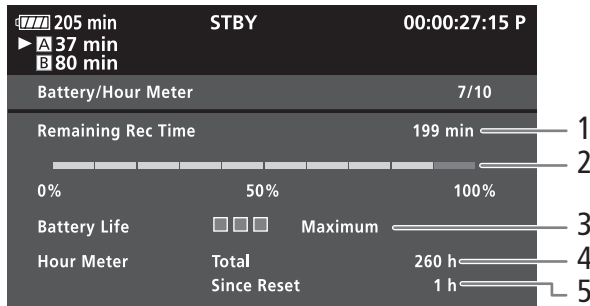 205 min STBY 00:00:27:15 P
A 37 min
B 80 min
Battery/Hour Meter 7/10
Remaining Rec Time 199 min 1
2
0% 50% 100%
Battery Life Maximum 3
Hour Meter Total 260 h 4
Since Reset 1 h 5